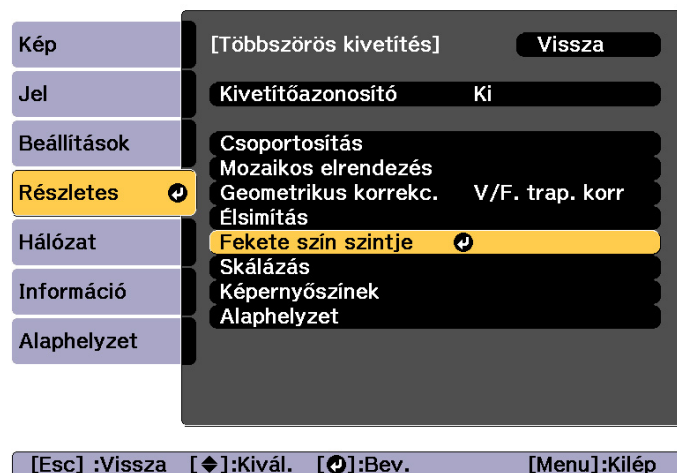 Kép
Jel
Beállítások
Részletes
Hálózat
Információ
Alaphelyzet
[Többszörös kivetítés] Vissza
Kivetítőazonosító Ki
Csoportosítás
Mozaikos elrendezés
Geometrikus korrekc. V/F. trap. korr
Élsimítás
Fekete szín szintje
Skálázás
Képernyőszínek
Alaphelyzet
[Esc] :Vissza [◆]:Kivál. [↲]:Bev. [Menu]:Kilép